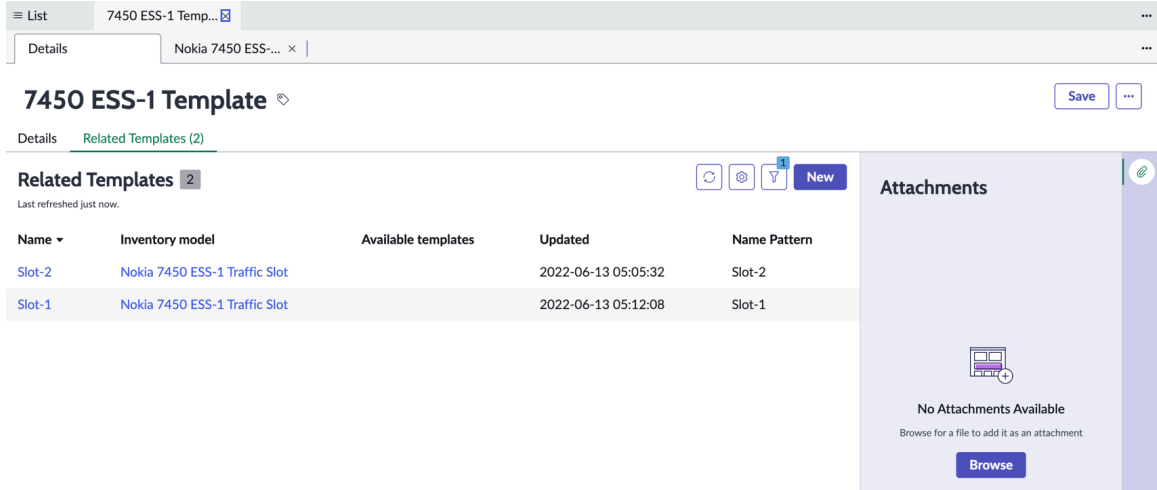 List
7450 ESS-1 Temp...
Details
Nokia 7450 ESS-...
7450 ESS-1 Template
Save
Details
Related Templates (2)
Related Templates 2
Last refreshed just now.
1
New
Name
Inventory model
Available templates
Updated
Name Pattern
Slot-2
Nokia 7450 ESS-1 Traffic Slot
2022-06-13 05:05:32
Slot-2
Slot-1
Nokia 7450 ESS-1 Traffic Slot
2022-06-13 05:12:08
Slot-1
Attachments
No Attachments Available
Browse for a file to add it as an attachment
Browse